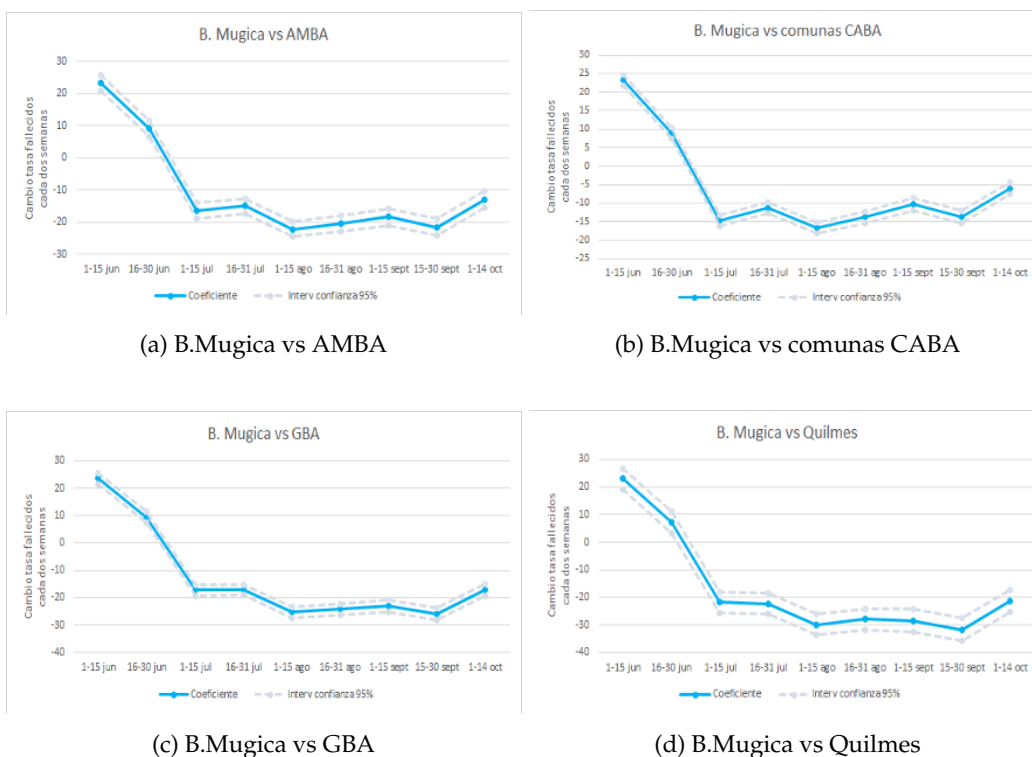 B. Mugica vs AMBA
Cambio tasa fallecidos
cada dos semanas
30
20
10
0
-10
-20
-30
1-15 jun 16-30 jun 1-15 jul 16-31 jul 1-15 ago 16-31 ago 1-15 sept 15-30 sept 1-14 oct
Coeficiente Interv confianza 95%
(a) B.Mugica vs AMBA
B. Mugica vs comunas CABA
Cambio tasa fallecidos
cada dos semanas
30
25
20
15
10
5
0
-5
-10
-15
-20
-25
1-15 jun 16-30 jun 1-15 jul 16-31 jul 1-15 ago 16-31 ago 1-15 sept 15-30 sept 1-14 oct
Coeficiente Interv confianza 95%
(b) B.Mugica vs comunas CABA
B. Mugica vs GBA
Cambio tasa fallecidos
cada dos semanas
30
20
10
0
-10
-20
-30
-40
1-15 jun 16-30 jun 1-15 jul 16-31 jul 1-15 ago 16-31 ago 1-15 sept 15-30 sept 1-14 oct
Coeficiente Interv confianza 95%
(c) B.Mugica vs GBA
B. Mugica vs Quilmes
Cambio tasa fallecidos
cada dos semanas
30
20
10
0
-10
-20
-30
-40
1-15 jun 16-30 jun 1-15 jul 16-31 jul 1-15 ago 16-31 ago 1-15 sept 15-30 sept 1-14 oct
Coeficiente Interv confianza 95%
(d) B.Mugica vs Quilmes